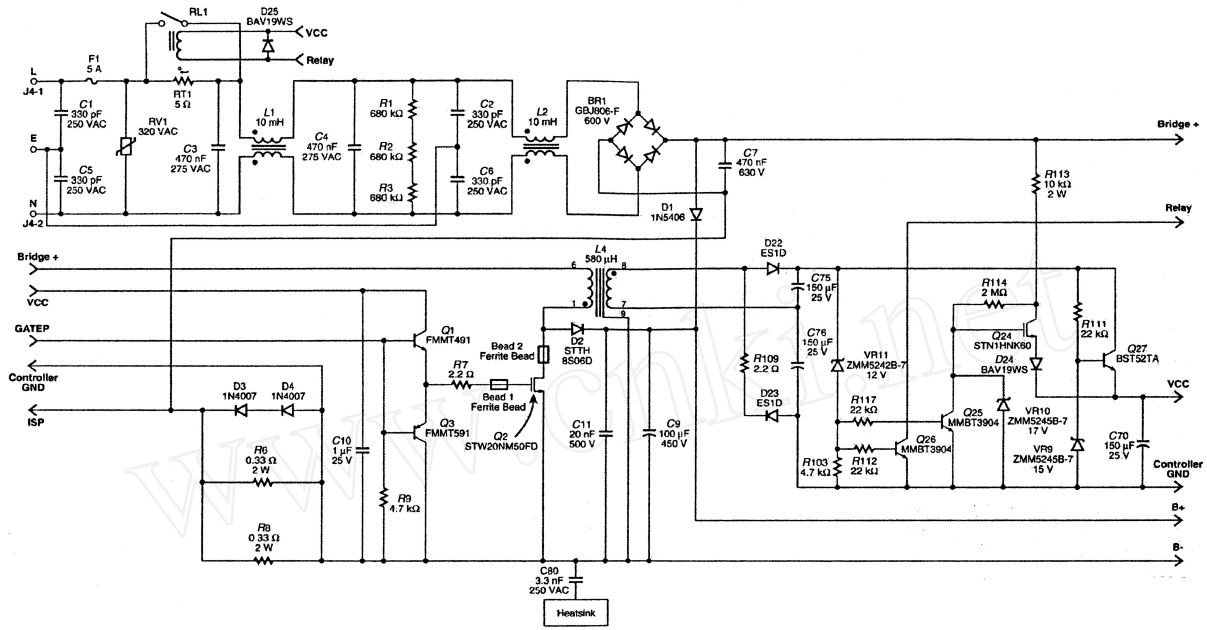 RL1
D25
BAV19WS
VCC
Relay
F1
5 A
L
J4-1
t°
RT1
5 Ω
C1
330 pF
250 VAC
RV1
320 VAC
C3
470 nF
275 VAC
E
C5
330 pF
250 VAC
N
J4-2
L1
10 mH
C4
470 nF
275 VAC
R1
680 kΩ
R2
680 kΩ
R3
680 kΩ
C2
330 pF
250 VAC
C6
330 pF
250 VAC
L2
10 mH
BR1
GBJ806-F
600 V
C7
470 nF
630 V
D1
1N5406
Bridge +
R113
10 kΩ
2 W
Relay
Bridge +
VCC
GATEP
Controller
GND
ISP
D3
1N4007
D4
1N4007
R6
0.33 Ω
2 W
R8
0.33 Ω
2 W
C10
1 µF
25 V
R9
4.7 kΩ
Q1
FMMT491
Q3
FMMT591
R7
2.2 Ω
Bead 1
Ferrite Bead
Bead 2
Ferrite Bead
Q2
STW20NM50FD
L4
580 µH
6
8
1
7
9
D2
STTH
8S06D
C11
20 nF
500 V
C9
100 µF
450 V
C80
3.3 nF
250 VAC
Heatsink
D22
ES1D
C75
150 µF
25 V
C76
150 µF
25 V
R109
2.2 Ω
D23
ES1D
VR11
ZMM5242B-7
12 V
R117
22 kΩ
R112
22 kΩ
R103
4.7 kΩ
Q26
MMBT3904
Q25
MMBT3904
R114
2 MΩ
Q24
STN1HNK60
D24
BAV19WS
VR10
ZMM5245B-7
17 V
VR9
ZMM5245B-7
15 V
R111
22 kΩ
Q27
BST52TA
VCC
C70
150 µF
25 V
Controller
GND
B+
B-
www.cnki.net